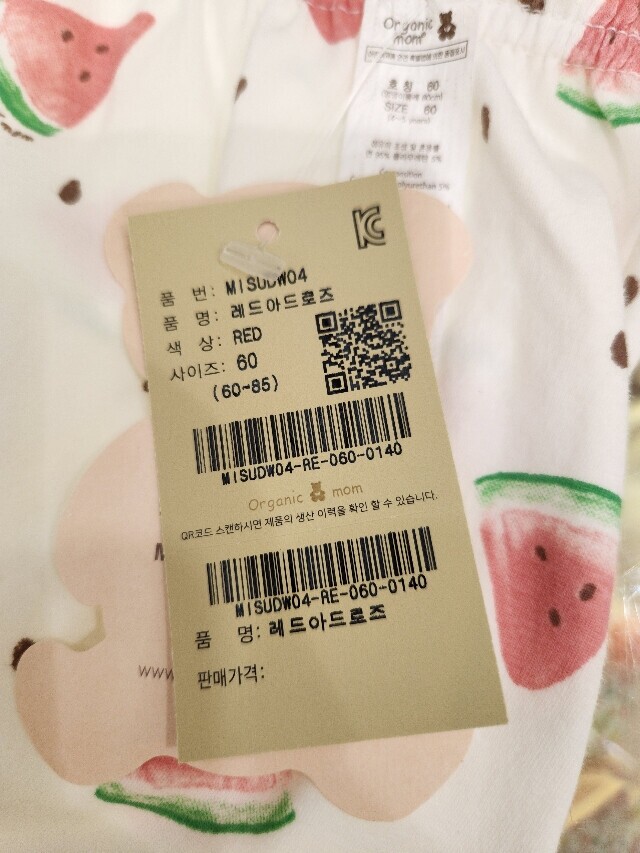 Organic mom
호 칭 60
SIZE 60
KC
품 번: MISUDW04
품 명: 레드아드로즈
색 상: RED
사이즈: 60
(60~85)
MISUDW04-RE-060-0140
Organic mom
QR코드 스캔하시면 제품의 생산 이력을 확인 할 수 있습니다.
MISUDW04-RE-060-0140
품 명: 레드아드로즈
판매가격:
www